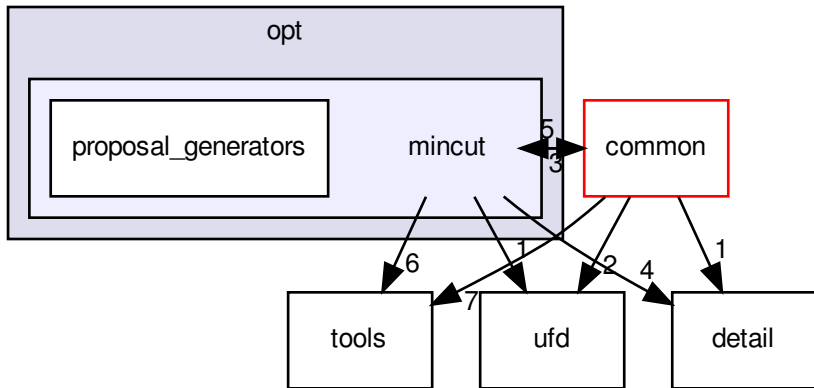 opt
proposal_generators
mincut
5
3
common
6
1
2
4
1
7
tools
ufd
detail